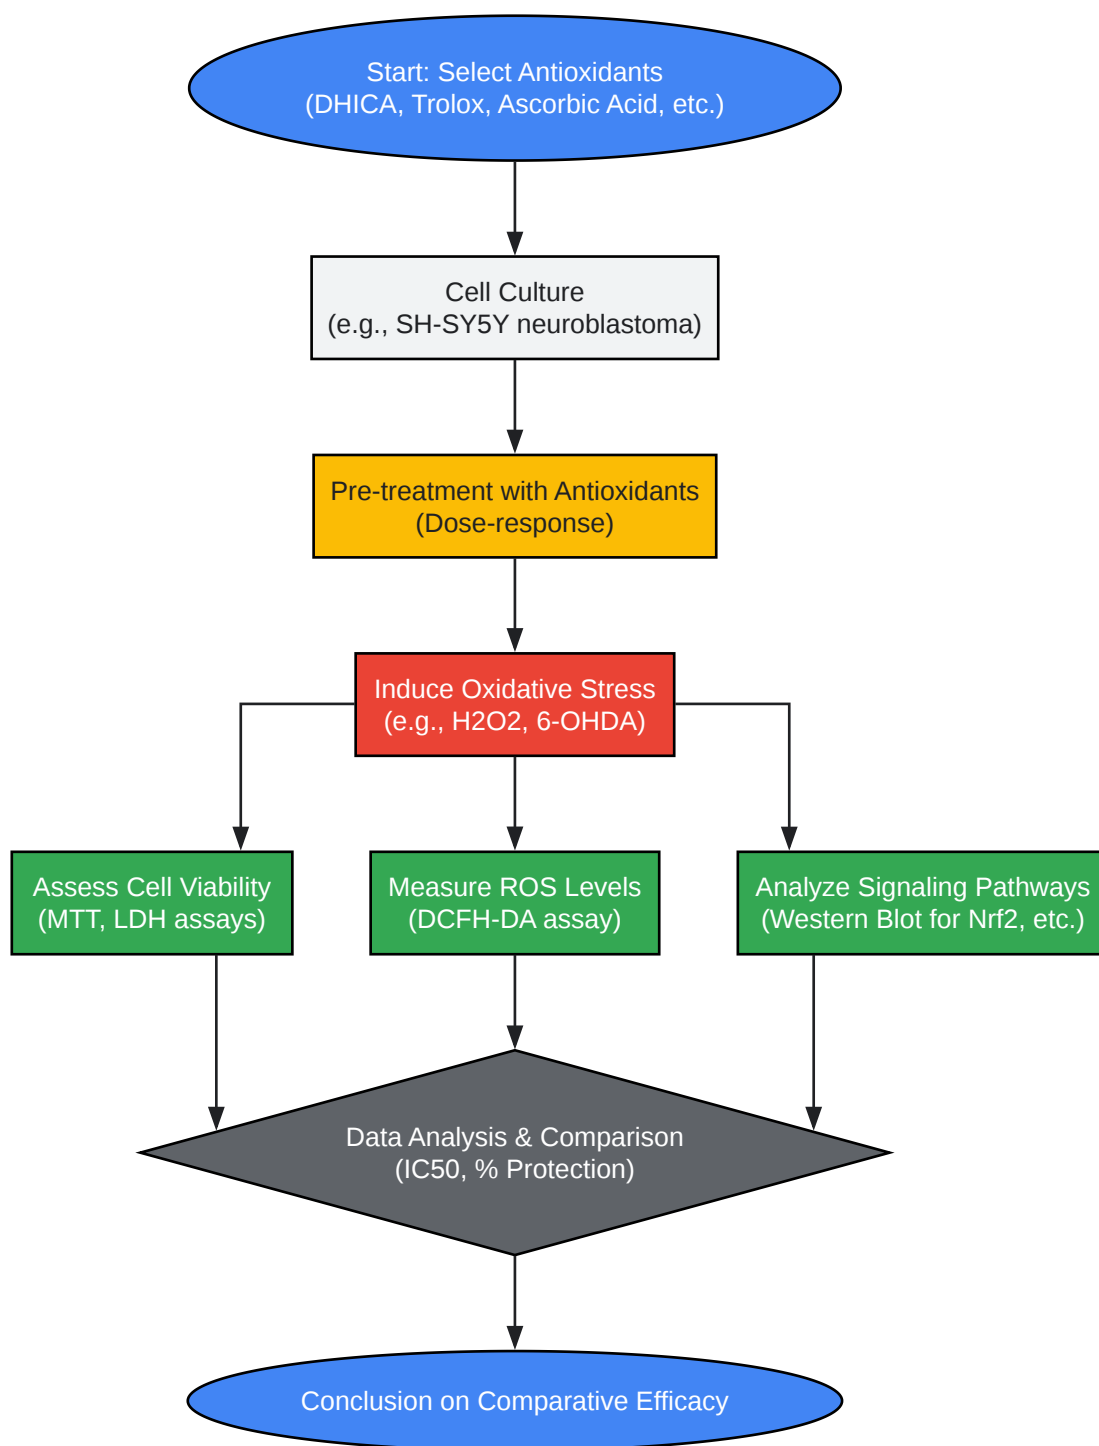 Start: Select Antioxidants
(DHICA, Trolox, Ascorbic Acid, etc.)
Cell Culture
(e.g., SH-SY5Y neuroblastoma)
Pre-treatment with Antioxidants
(Dose-response)
Induce Oxidative Stress
(e.g., H2O2, 6-OHDA)
Assess Cell Viability
(MTT, LDH assays)
Measure ROS Levels
(DCFH-DA assay)
Analyze Signaling Pathways
(Western Blot for Nrf2, etc.)
Data Analysis & Comparison
(IC50, % Protection)
Conclusion on Comparative Efficacy